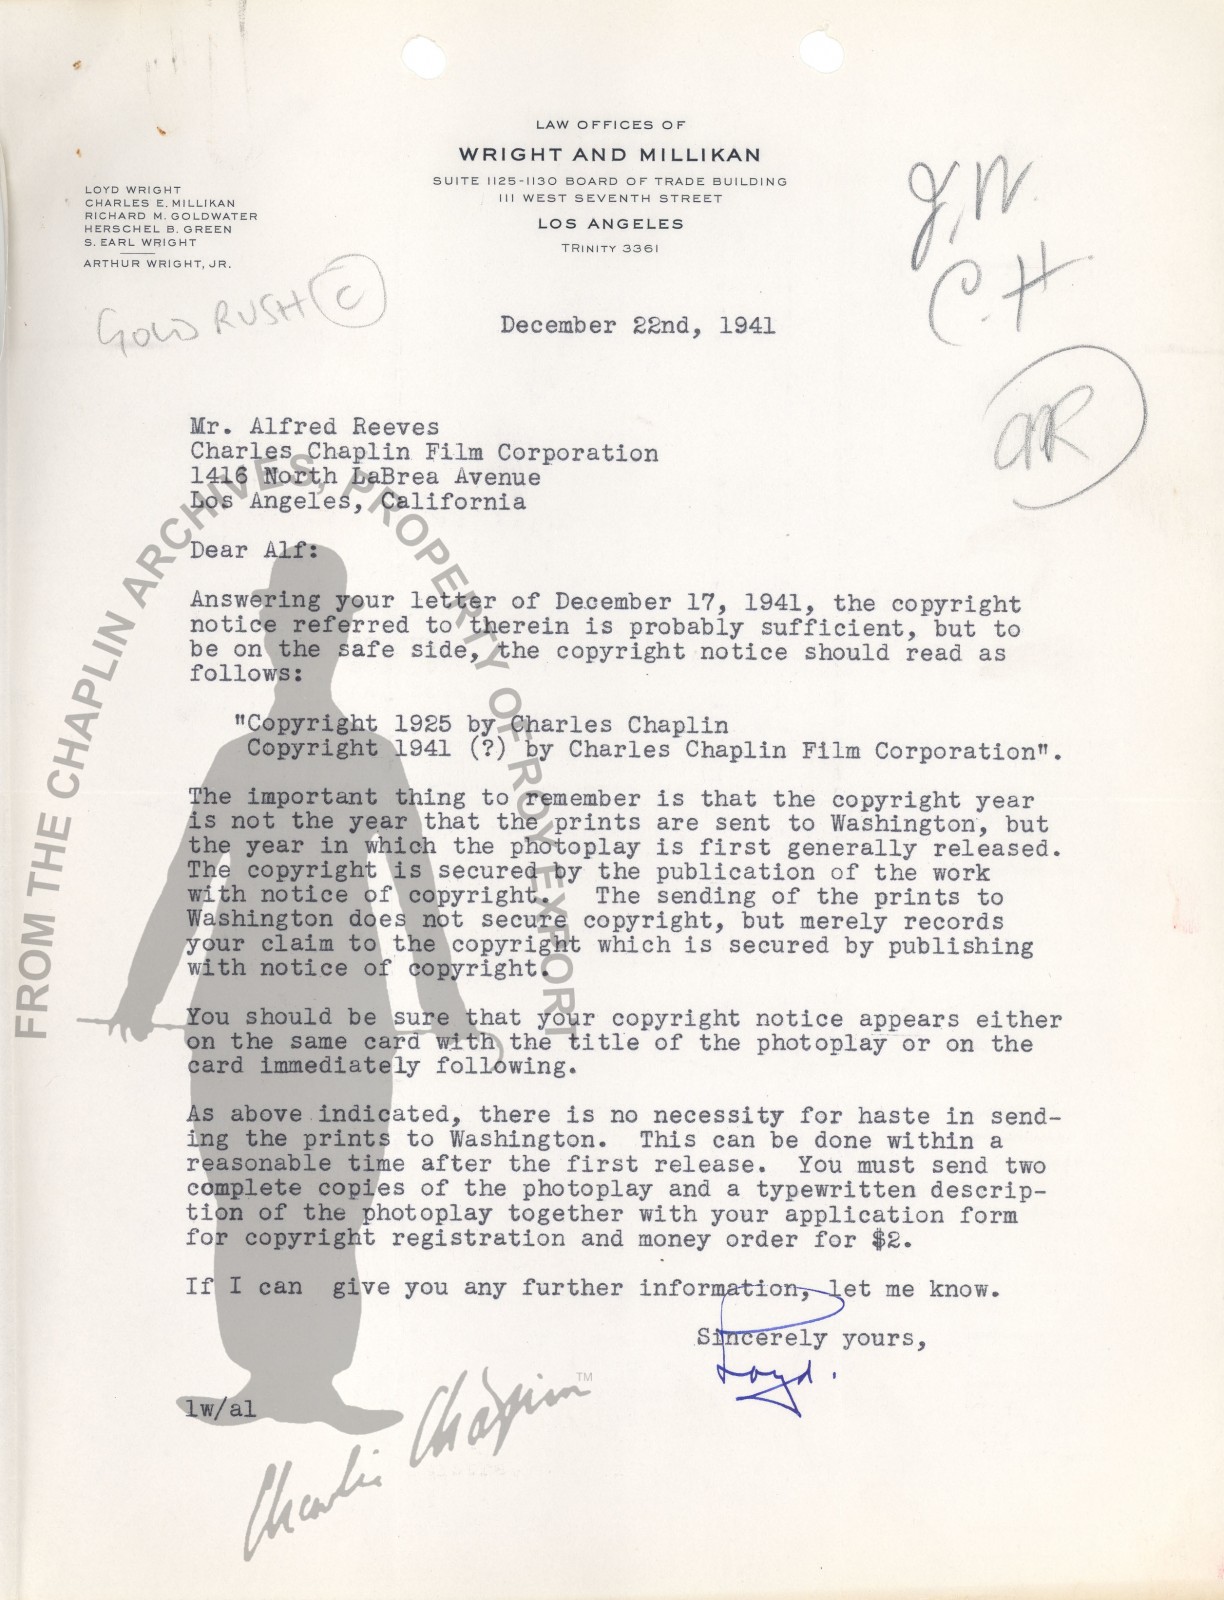 LAW OFFICES OF
WRIGHT AND MILLIKAN
SUITE 1125-1130 BOARD OF TRADE BUILDING
111 WEST SEVENTH STREET
LOS ANGELES
TRINITY 3361
LOYD WRIGHT
CHARLES E. MILLIKAN
RICHARD M. GOLDWATER
HERSCHEL B. GREEN
S. EARL WRIGHT
ARTHUR WRIGHT, JR.
J.W.
C.H
GOLD RUSH C
AR
December 22nd, 1941
Mr. Alfred Reeves
Charles Chaplin Film Corporation
1416 North LaBrea Avenue
Los Angeles, California
Dear Alf:
Answering your letter of December 17, 1941, the copyright
notice referred to therein is probably sufficient, but to
be on the safe side, the copyright notice should read as
follows:
"Copyright 1925 by Charles Chaplin
Copyright 1941 (?) by Charles Chaplin Film Corporation".
The important thing to remember is that the copyright year
is not the year that the prints are sent to Washington, but
the year in which the photoplay is first generally released.
The copyright is secured by the publication of the work
with notice of copyright. The sending of the prints to
Washington does not secure copyright, but merely records
your claim to the copyright which is secured by publishing
with notice of copyright.
You should be sure that your copyright notice appears either
on the same card with the title of the photoplay or on the
card immediately following.
As above indicated, there is no necessity for haste in send-
ing the prints to Washington. This can be done within a
reasonable time after the first release. You must send two
complete copies of the photoplay and a typewritten descrip-
tion of the photoplay together with your application form
for copyright registration and money order for $2.
If I can give you any further information, let me know.
Sincerely yours,
Loyd.
lw/al
FROM THE CHAPLIN ARCHIVES, PROPERTY OF ROY EXPORT
Charlie Chaplin™